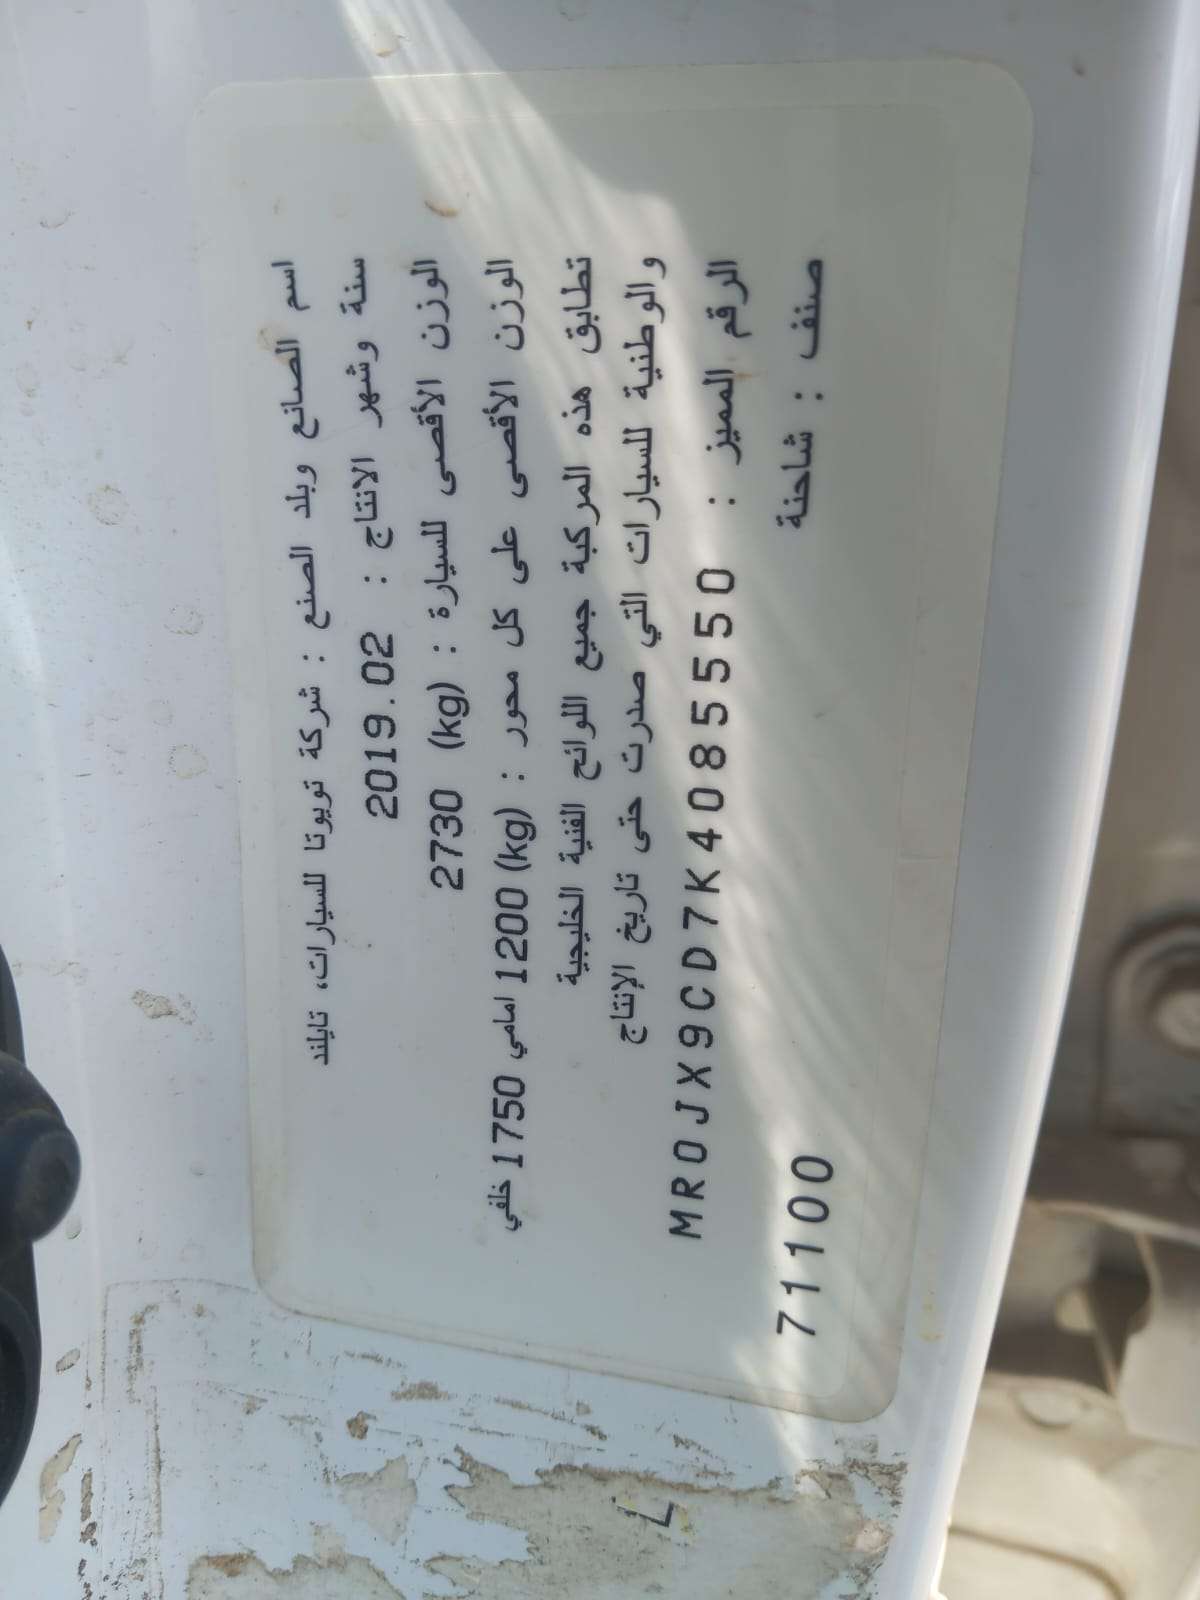 اسم الصانع وبلد الصنع : شركة تويوتا للسيارات، تايلند
سنة وشهر الانتاج : 2019.02
الوزن الأقصى للسيارة : (kg) 2730
الوزن الأقصى على كل محور : (kg) 1200 امامي 1750 خلفي
تطابق هذه المركبة جميع اللوائح الفنية الخليجية
والوطنية للسيارات التي صدرت حتى تاريخ الإنتاج
الرقم المميز : MR0JX9CD7K4085550
صنف : شاحنة
71100